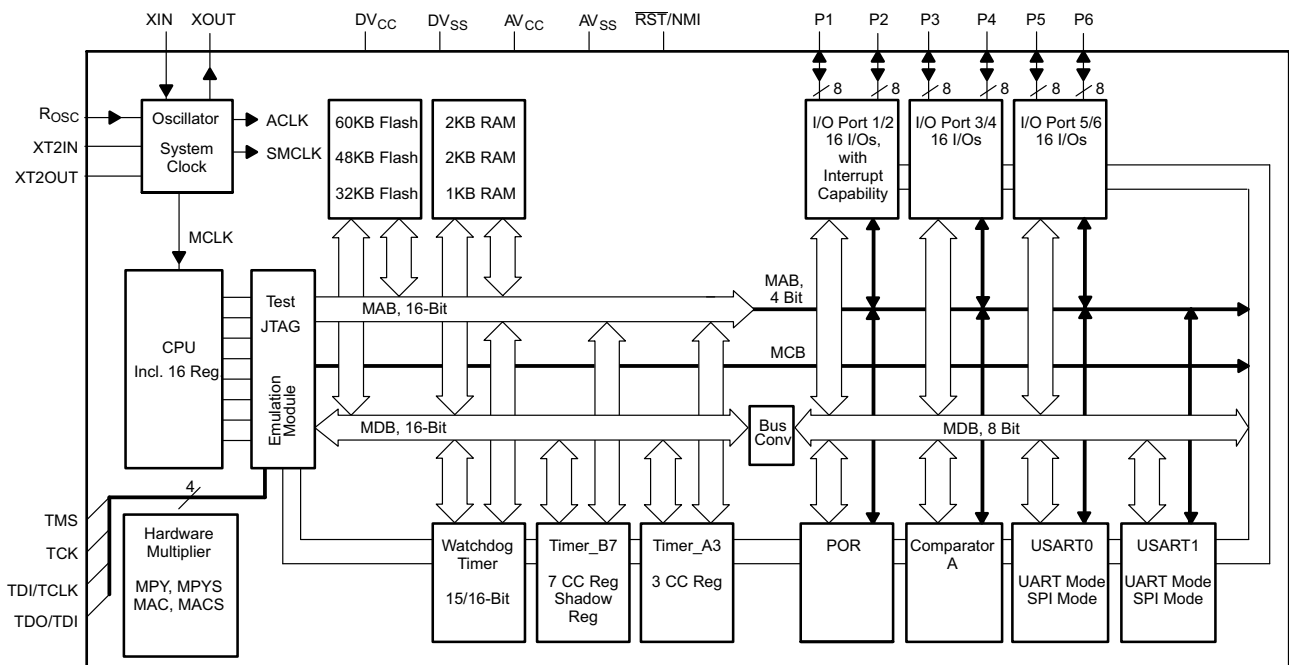 XIN XOUT DVCC DVSS AVCC AVSS RST/NMI P1 P2 P3 P4 P5 P6
8 8 8 8 8 8
ROSC
XT2IN
XT2OUT
Oscillator
System
Clock
ACLK
SMCLK
MCLK
60KB Flash
48KB Flash
32KB Flash
2KB RAM
2KB RAM
1KB RAM
I/O Port 1/2
16 I/Os,
with
Interrupt
Capability
I/O Port 3/4
16 I/Os
I/O Port 5/6
16 I/Os
CPU
Incl. 16 Reg.
Test
JTAG
Emulation
Module
MAB, 16-Bit
MAB,
4 Bit
MCB
MDB, 16-Bit
Bus
Conv
MDB, 8 Bit
4
TMS
TCK
TDI/TCLK
TDO/TDI
Hardware
Multiplier
MPY, MPYS
MAC, MACS
Watchdog
Timer
15/16-Bit
Timer_B7
7 CC Reg
Shadow
Reg
Timer_A3
3 CC Reg
POR
Comparator
A
USART0
UART Mode
SPI Mode
USART1
UART Mode
SPI Mode